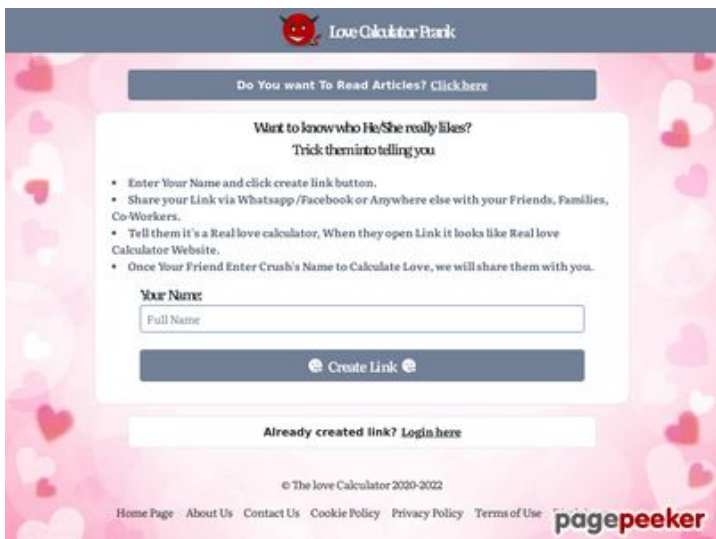 Love Calculator Prank
Do You want To Read Articles? Click here
Want to know who He/She really likes?
Trick them into telling you
• Enter Your Name and click create link button.
• Share your Link via Whatsapp /Facebook or Anywhere else with your Friends, Families,
Co-Workers.
• Tell them it's a Real love calculator, When they open Link it looks like Real love
Calculator Website.
• Once Your Friend Enter Crush's Name to Calculate Love, we will share them with you.
Your Name:
Full Name
Create Link
Already created link? Login here
© The love Calculator 2020-2022
Home Page About Us Contact Us Cookie Policy Privacy Policy Terms of Use
pagepeeker